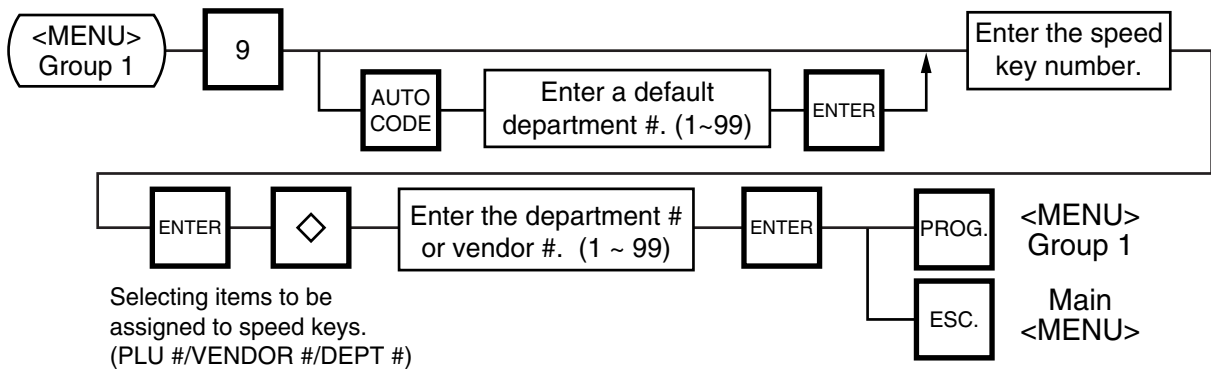 <MENU>
Group 1
9
Enter the speed
key number.
AUTO
CODE
Enter a default
department #. (1~99)
ENTER
ENTER
◇
Enter the department #
or vendor #. (1 ~ 99)
ENTER
PROG.
<MENU>
Group 1
ESC.
Main
<MENU>
Selecting items to be
assigned to speed keys.
(PLU #/VENDOR #/DEPT #)